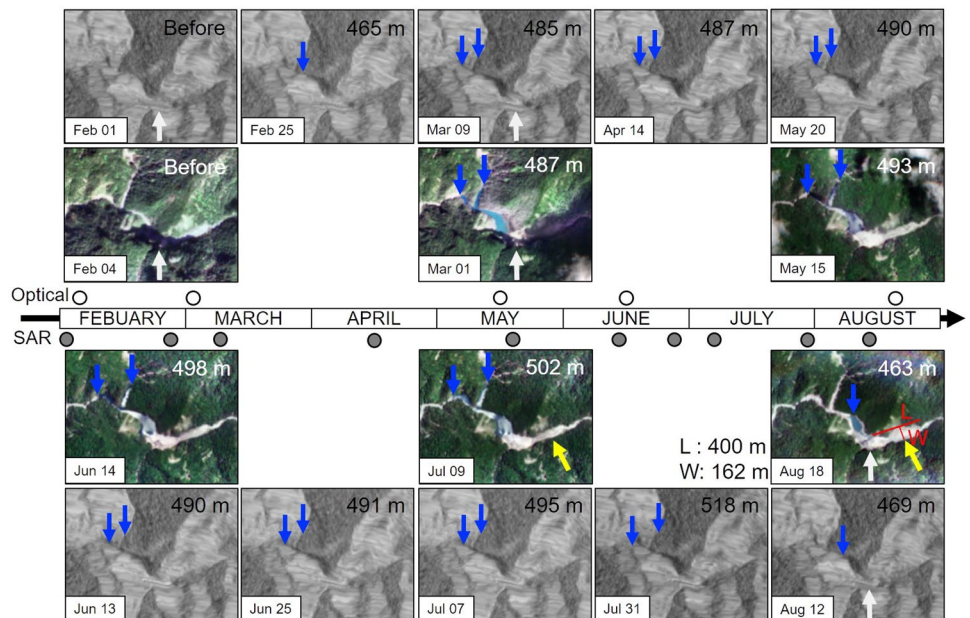 Before
465 m
485 m
487 m
490 m
Feb 01
Feb 25
Mar 09
Apr 14
May 20
Before
487 m
493 m
Feb 04
Mar 01
May 15
Optical
FEBUARY
MARCH
APRIL
MAY
JUNE
JULY
AUGUST
SAR
498 m
502 m
463 m
L
W
L : 400 m
W: 162 m
Jun 14
Jul 09
Aug 18
490 m
491 m
495 m
518 m
469 m
Jun 13
Jun 25
Jul 07
Jul 31
Aug 12